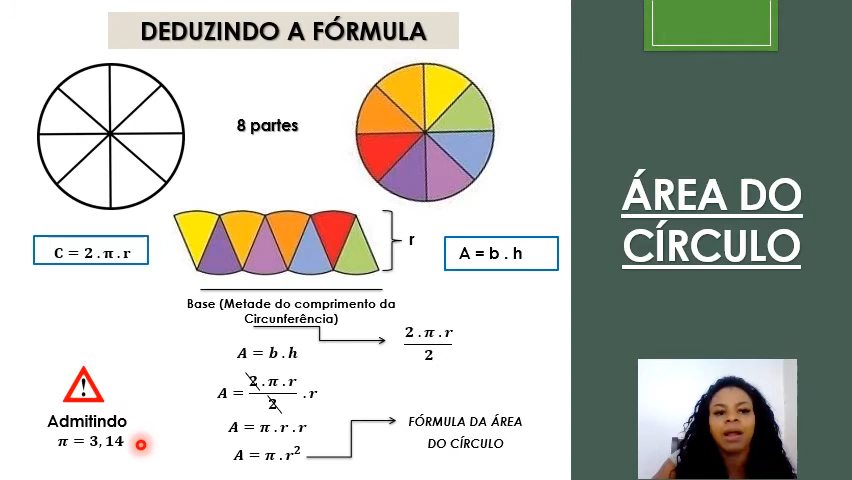 DEDUZINDO A FÓRMULA
8 partes
C = 2 . π . r
r
A = b . h
Base (Metade do comprimento da
Circunferência)
2 . π . r
2
A = b . h
A = 2 . π . r / 2 . r
A = π . r . r
A = π . r²
FÓRMULA DA ÁREA
DO CÍRCULO
!
Admitindo
π = 3, 14
ÁREA DO
CÍRCULO